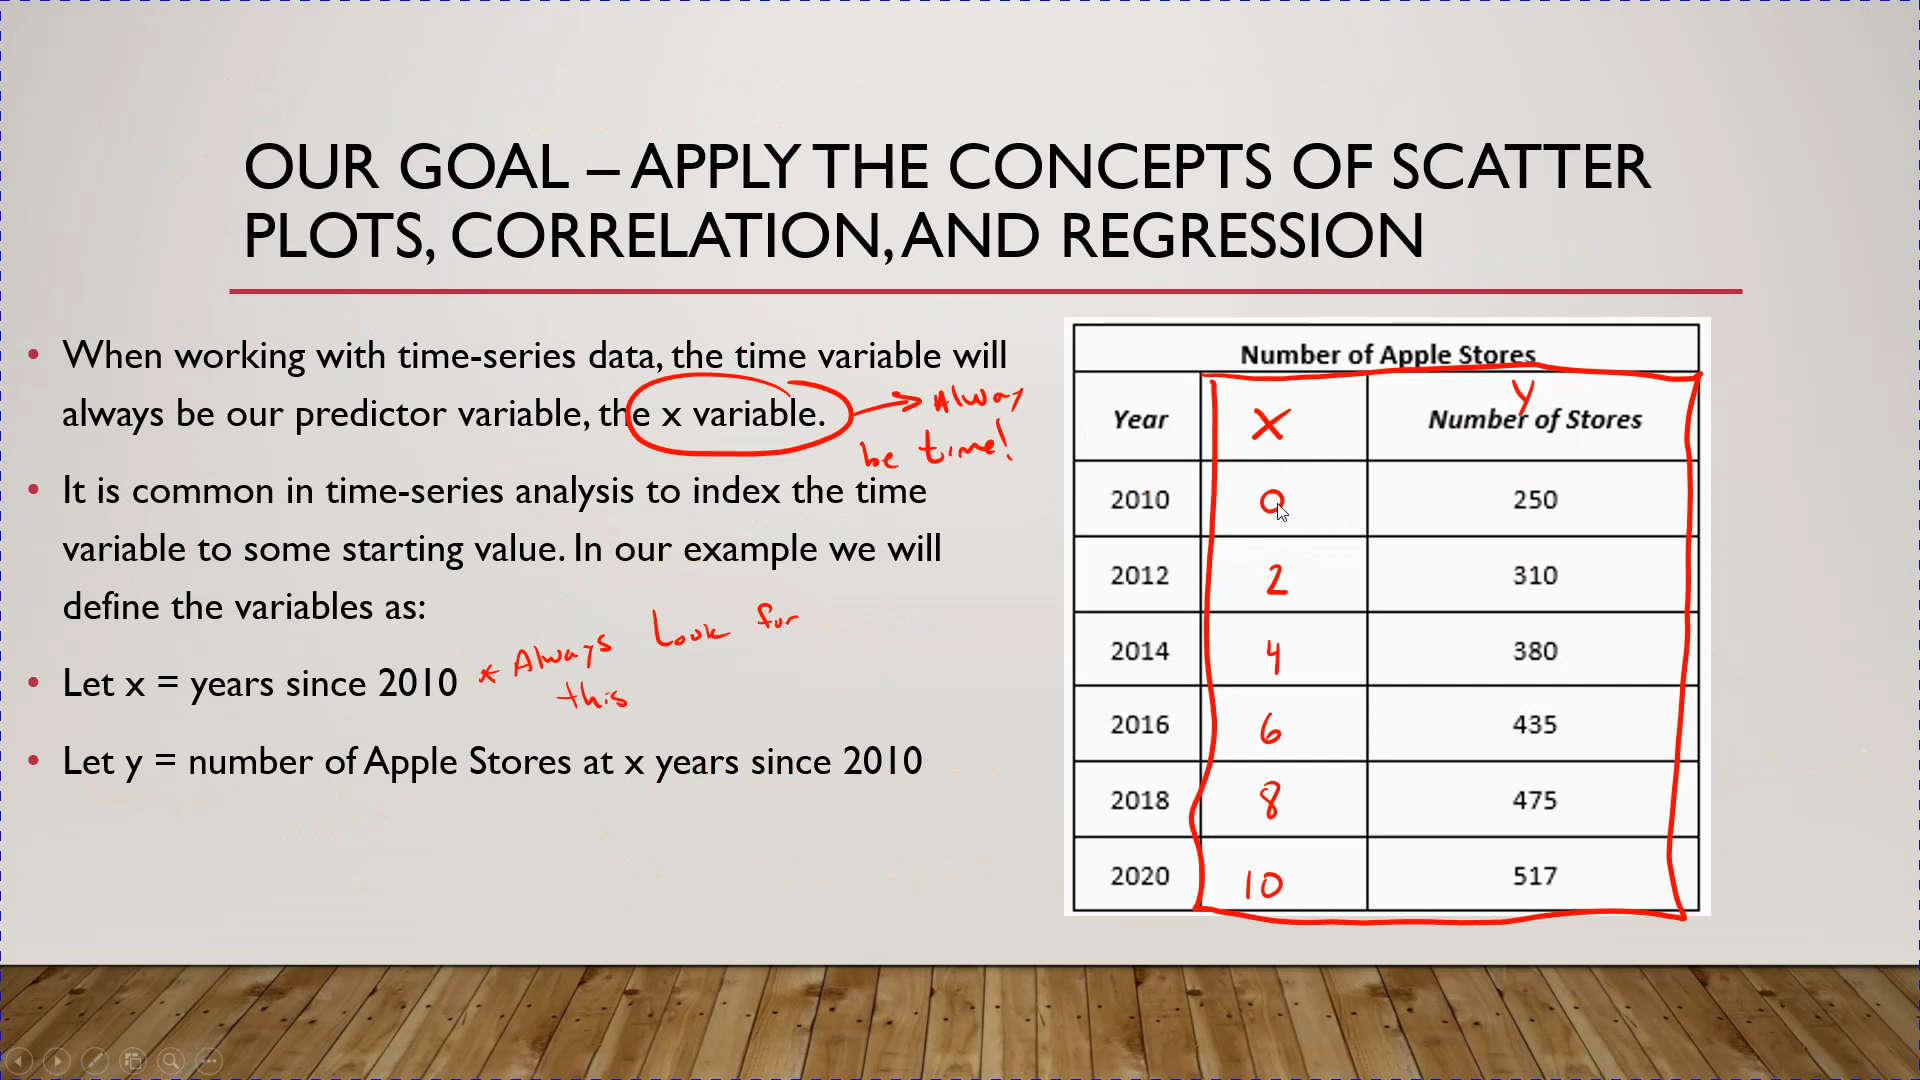 OUR GOAL – APPLY THE CONCEPTS OF SCATTER
PLOTS, CORRELATION, AND REGRESSION
• When working with time-series data, the time variable will
always be our predictor variable, the x variable.
Always
be time!
• It is common in time-series analysis to index the time
variable to some starting value. In our example we will
define the variables as:
• Let x = years since 2010
* Always Look for
this
• Let y = number of Apple Stores at x years since 2010
Number of Apple Stores
Year X Y Number of Stores
2010 0 250
2012 2 310
2014 4 380
2016 6 435
2018 8 475
2020 10 517